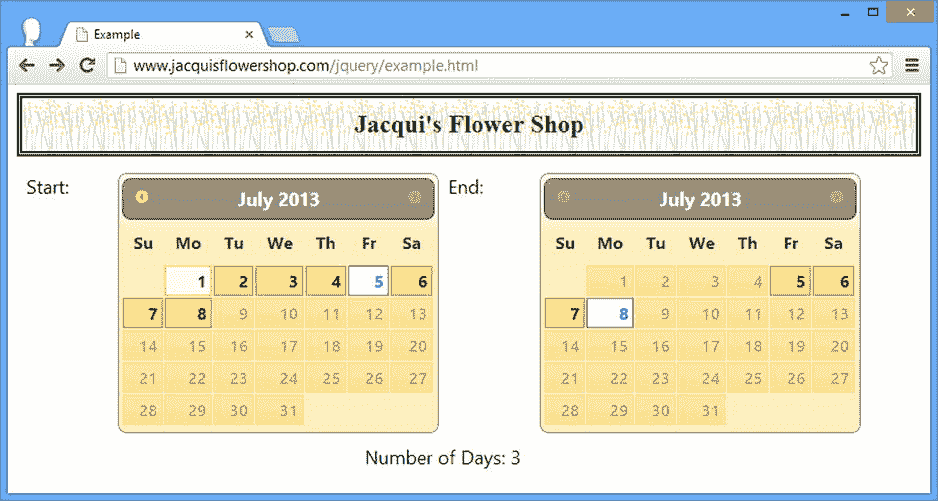 Example
www.jacquisflowershop.com/jquery/example.html
Jacqui's Flower Shop
Start:
July 2013
Su Mo Tu We Th Fr Sa
1 2 3 4 5 6
7 8 9 10 11 12 13
14 15 16 17 18 19 20
21 22 23 24 25 26 27
28 29 30 31
End:
July 2013
Su Mo Tu We Th Fr Sa
1 2 3 4 5 6
7 8 9 10 11 12 13
14 15 16 17 18 19 20
21 22 23 24 25 26 27
28 29 30 31
Number of Days: 3